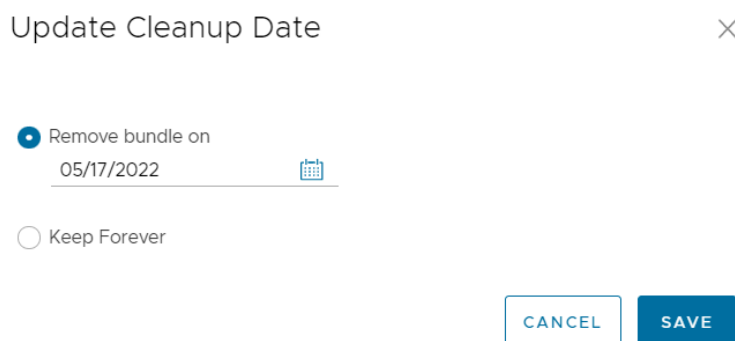 Update Cleanup Date
Remove bundle on
05/17/2022
Keep Forever
CANCEL SAVE